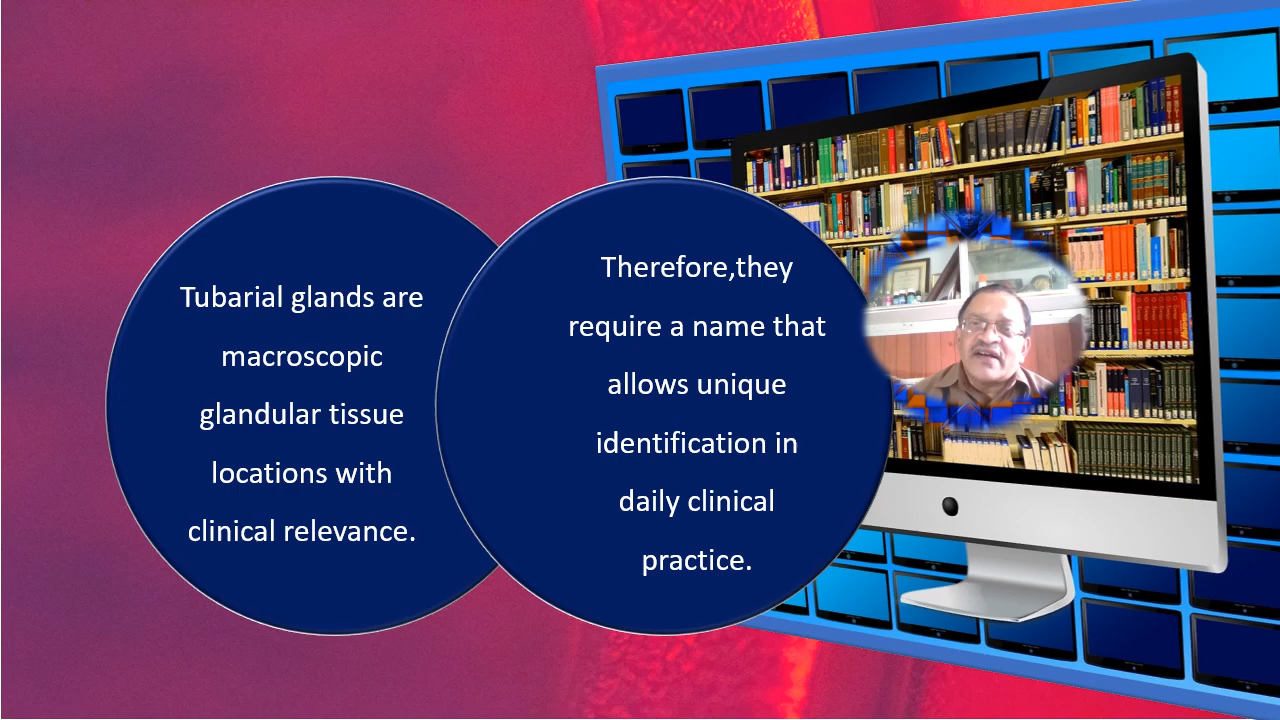 Tubarial glands are
macroscopic
glandular tissue
locations with
clinical relevance.
Therefore,they
require a name that
allows unique
identification in
daily clinical
practice.